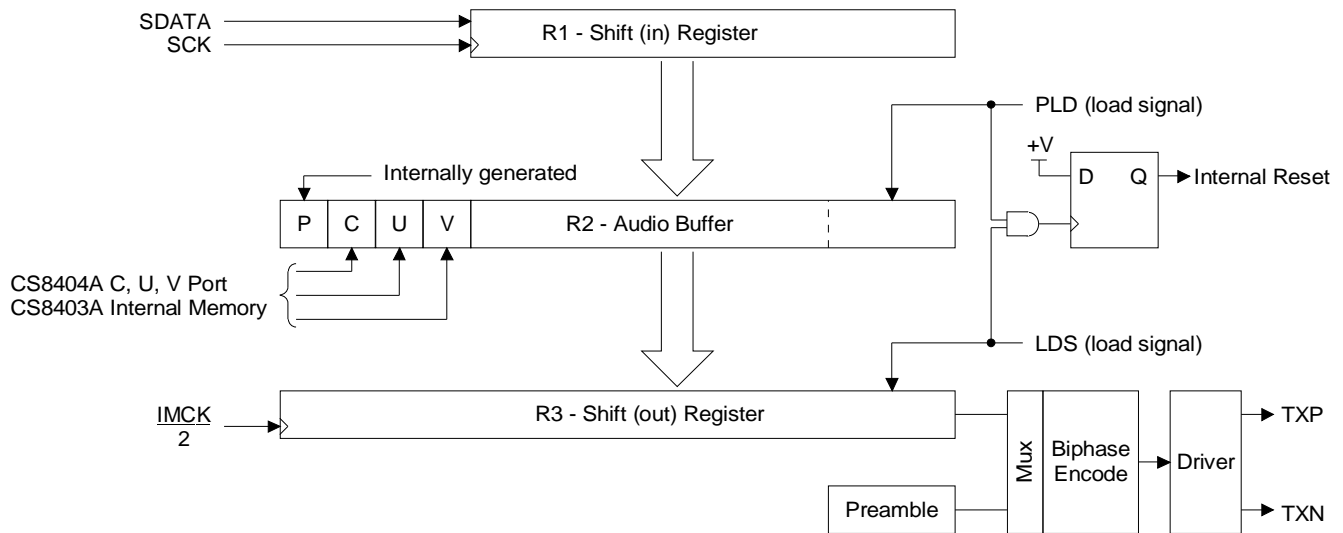 SDATA
SCK
R1 - Shift (in) Register
PLD (load signal)
+V
D
Q
Internal Reset
Internally generated
P
C
U
V
R2 - Audio Buffer
CS8404A C, U, V Port
CS8403A Internal Memory
LDS (load signal)
IMCK
2
R3 - Shift (out) Register
Mux
Biphase
Encode
Driver
TXP
TXN
Preamble